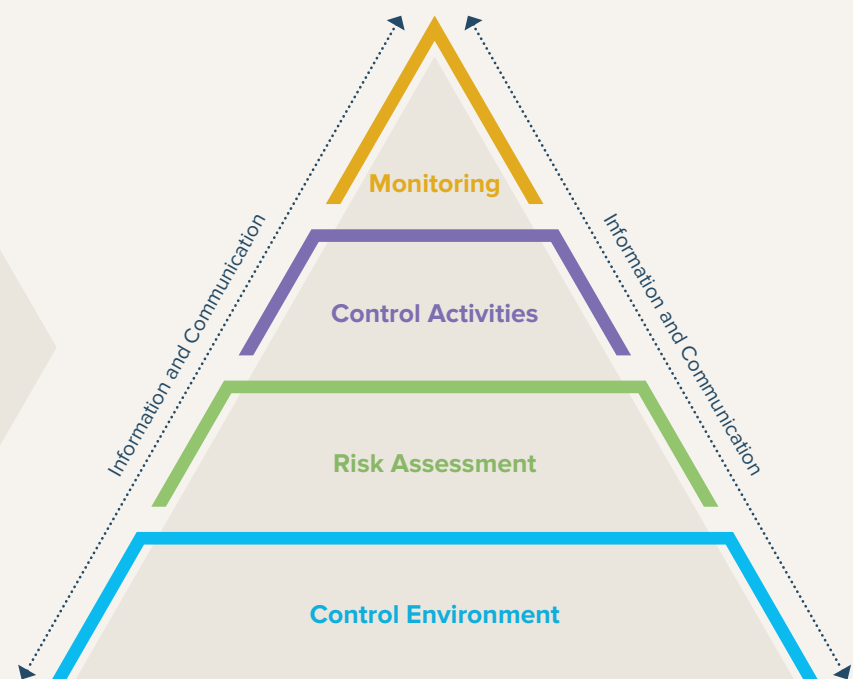 Monitoring
Information and Communication
Information and Communication
Control Activities
Risk Assessment
Control Environment